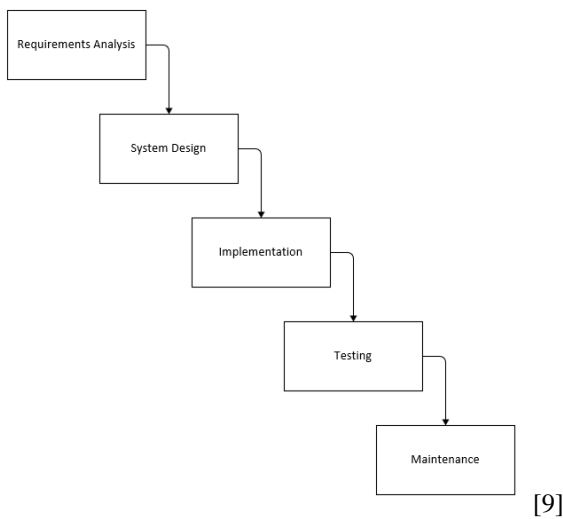 Requirements Analysis
System Design
Implementation
Testing
Maintenance
[9]